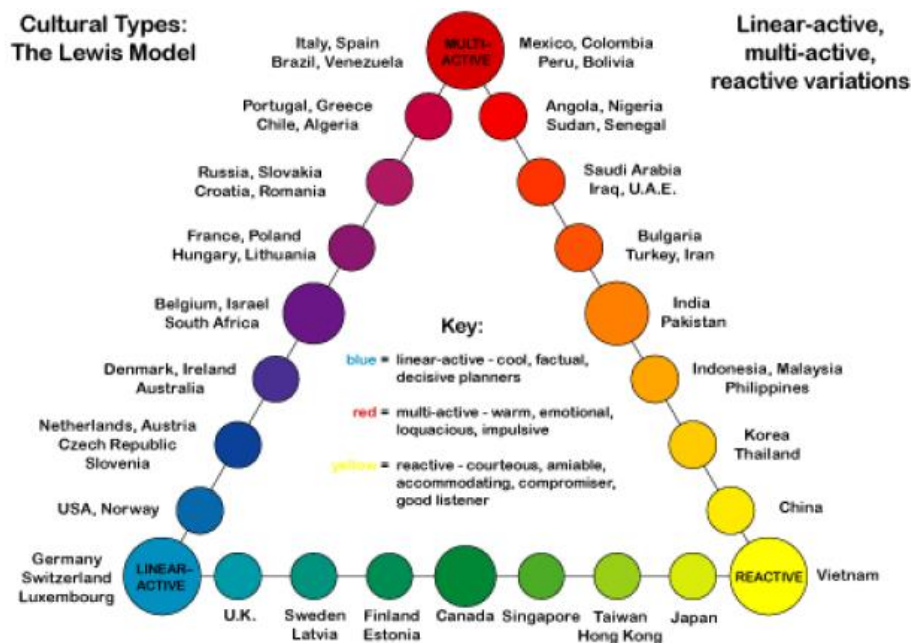 Cultural Types:
The Lewis Model
Linear-active,
multi-active,
reactive variations
MULTI-
ACTIVE
Italy, Spain
Brazil, Venezuela
Mexico, Colombia
Peru, Bolivia
Portugal, Greece
Chile, Algeria
Angola, Nigeria
Sudan, Senegal
Russia, Slovakia
Croatia, Romania
Saudi Arabia
Iraq, U.A.E.
France, Poland
Hungary, Lithuania
Bulgaria
Turkey, Iran
Belgium, Israel
South Africa
India
Pakistan
Key:
blue = linear-active - cool, factual,
decisive planners
red = multi-active - warm, emotional,
loquacious, impulsive
yellow = reactive - courteous, amiable,
accommodating, compromiser,
good listener
Denmark, Ireland
Australia
Indonesia, Malaysia
Philippines
Netherlands, Austria
Czech Republic
Slovenia
Korea
Thailand
USA, Norway
China
Germany
Switzerland
Luxembourg
LINEAR-
ACTIVE
REACTIVE
Vietnam
U.K.
Sweden
Latvia
Finland
Estonia
Canada
Singapore
Taiwan
Hong Kong
Japan